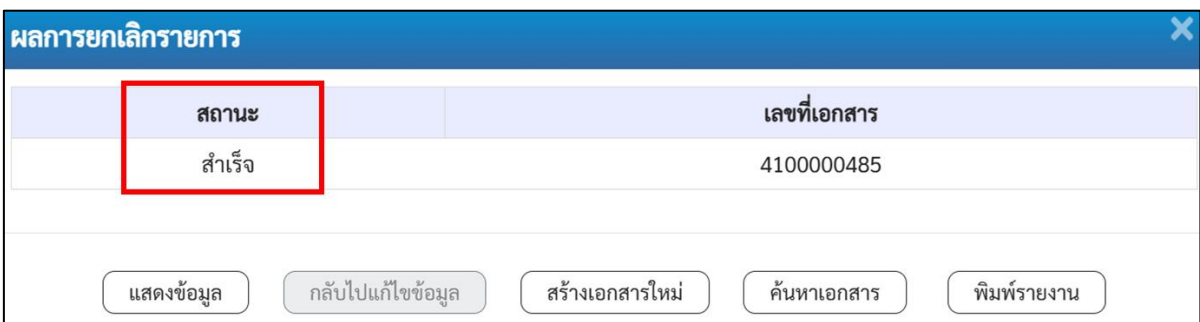 ผลการยกเลิกรายการ
สถานะ เลขที่เอกสาร
สำเร็จ 4100000485
แสดงข้อมูล กลับไปแก้ไขข้อมูล สร้างเอกสารใหม่ ค้นหาเอกสาร พิมพ์รายงาน